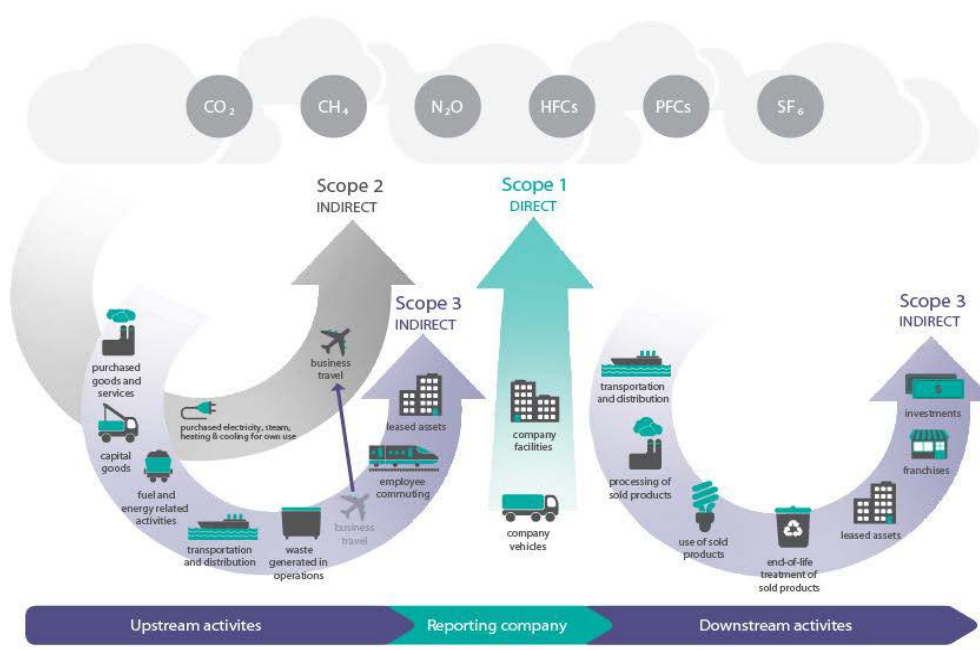 CO₂
CH₄
N₂O
HFCs
PFCs
SF₆
Scope 2
INDIRECT
Scope 1
DIRECT
Scope 3
INDIRECT
Scope 3
INDIRECT
purchased
goods and
services
capital
goods
fuel and
energy related
activities
transportation
and distribution
waste
generated in
operations
business
travel
employee
commuting
leased assets
purchased electricity, steam,
heating & cooling for own use
business
travel
company
facilities
company
vehicles
transportation
and distribution
processing of
sold products
use of sold
products
end-of-life
treatment of
sold products
leased assets
franchises
investments
$
Upstream activites
Reporting company
Downstream activites